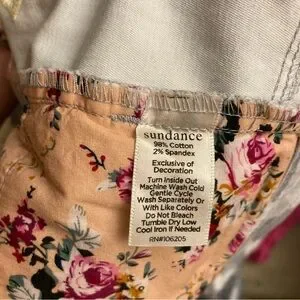 sundance
98% Cotton
2% Spandex
Exclusive of
Decoration
Turn Inside Out
Machine Wash Cold
Gentle Cycle
Wash Separately Or
With Like Colors
Do Not Bleach
Tumble Dry Low
Cool Iron If Needed
RN#106205